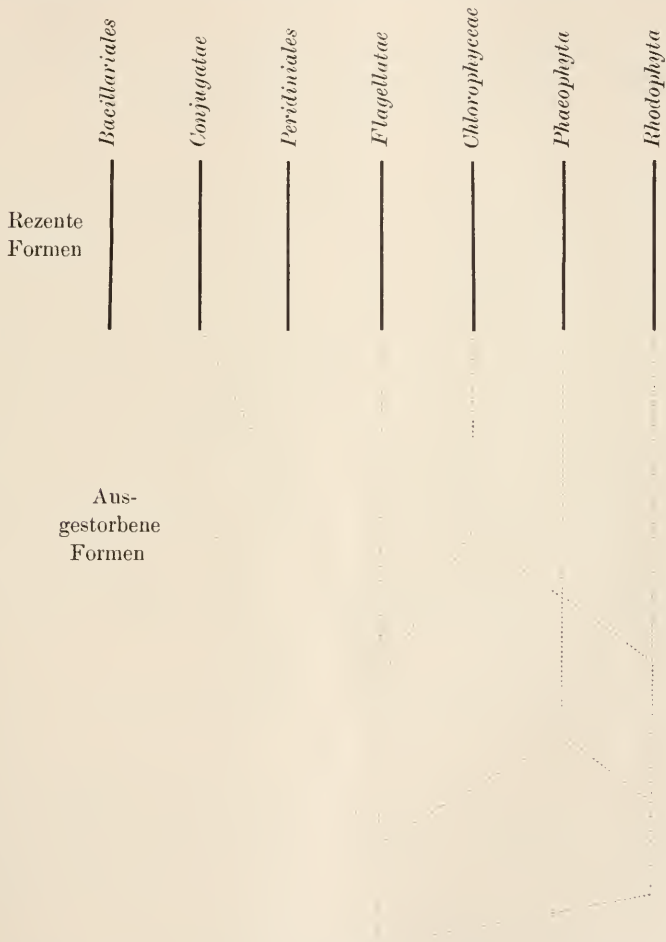 Bacillariales
Conjugatae
Peridiniales
Flagellatae
Chlorophyceae
Phaeophyta
Rhodophyta
Rezente
Formen
Aus-
gestorbene
Formen